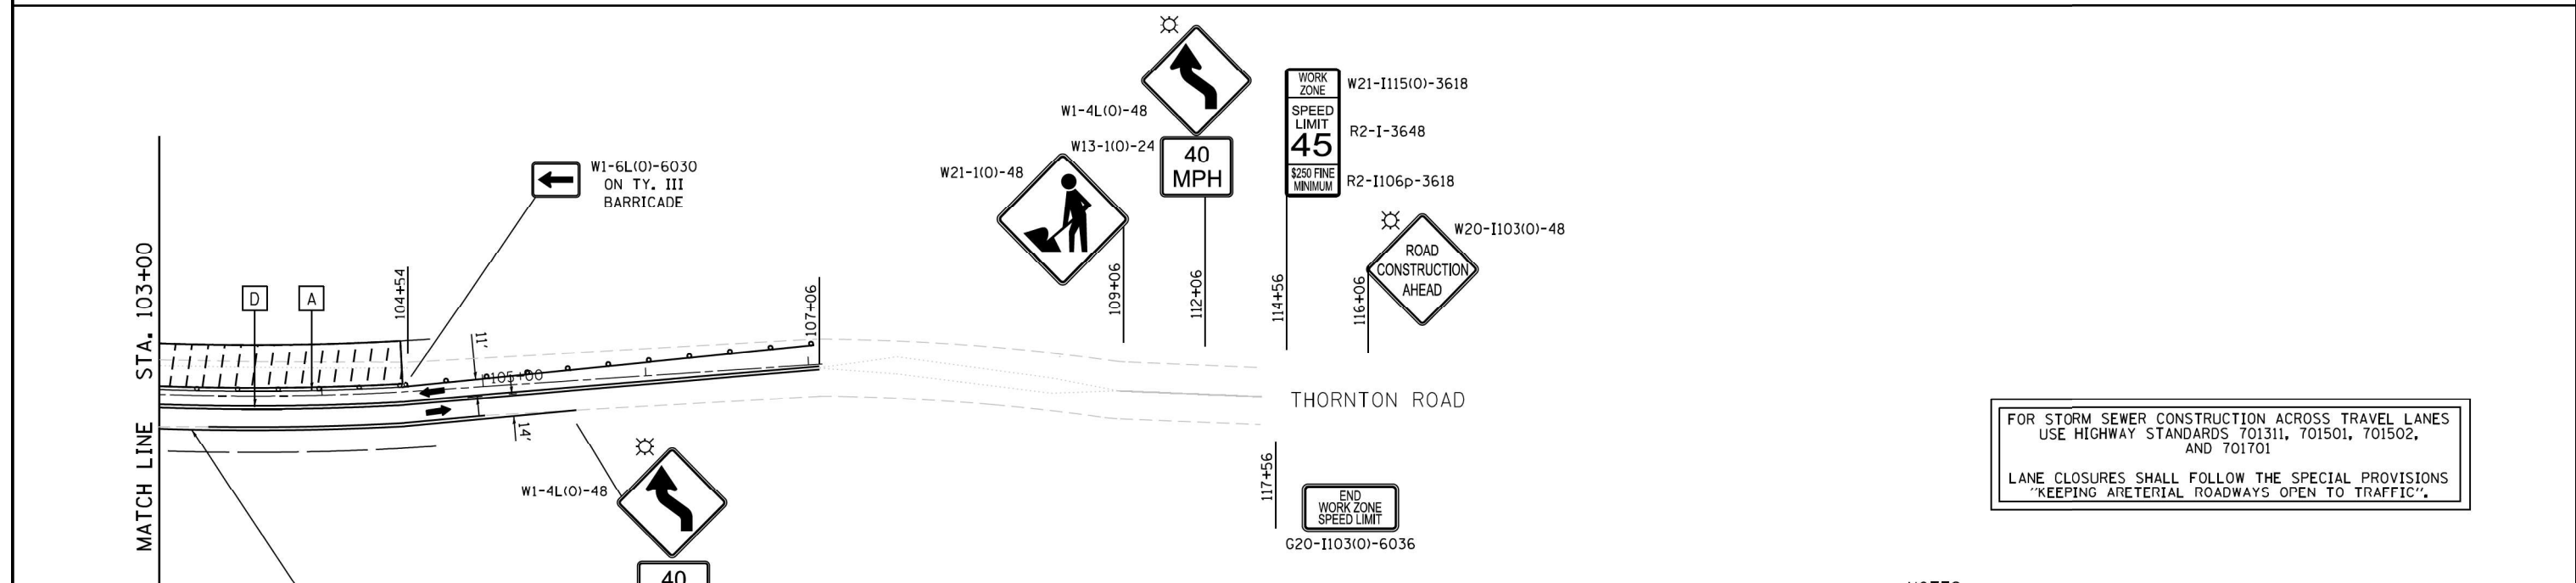 W1-4L(O)-48
W13-1(O)-24
40
MPH
WORK
ZONE
SPEED
LIMIT
45
$250 FINE
MINIMUM
W21-I115(O)-3618
R2-I-3648
R2-I106p-3618
W21-1(O)-48
W1-6L(O)-6030
ON TY. III
BARRICADE
W20-I103(O)-48
ROAD
CONSTRUCTION
AHEAD
MATCH LINE STA. 103+00
D
A
104+54
11'
105+00
14'
107+06
109+06
112+06
114+56
116+06
THORNTON ROAD
117+56
END
WORK ZONE
SPEED LIMIT
G20-I103(O)-6036
W1-4L(O)-48
40
FOR STORM SEWER CONSTRUCTION ACROSS TRAVEL LANES
USE HIGHWAY STANDARDS 701311, 701501, 701502,
AND 701701
LANE CLOSURES SHALL FOLLOW THE SPECIAL PROVISIONS
"KEEPING ARETERIAL ROADWAYS OPEN TO TRAFFIC".